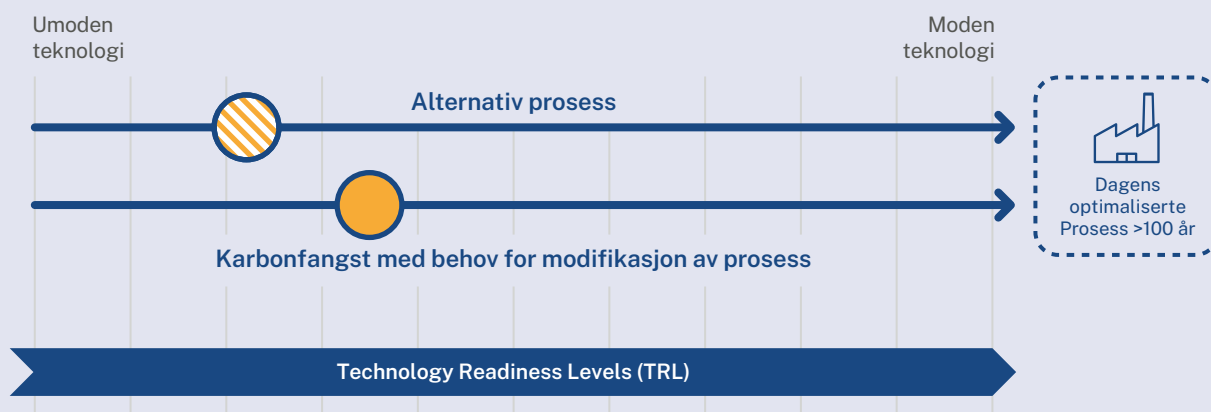 Umoden
teknologi
Moden
teknologi
Alternativ prosess
Karbonfangst med behov for modifikasjon av prosess
Dagens
optimaliserte
Prosess >100 år
Technology Readiness Levels (TRL)